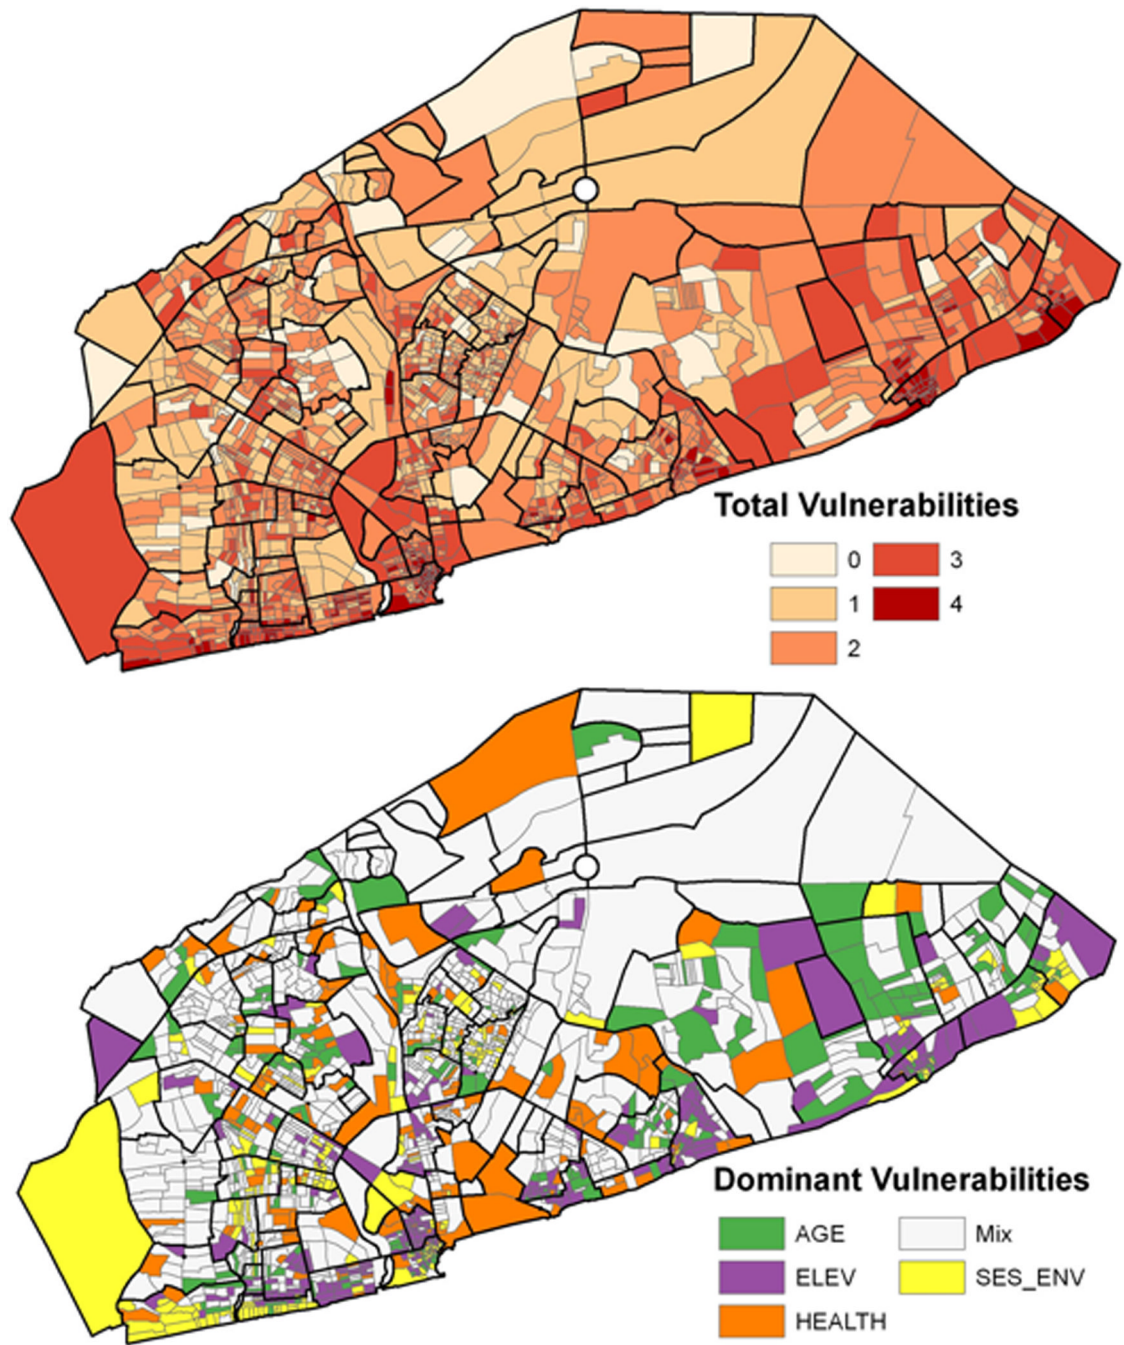 Total Vulnerabilities
0 3
1 4
2
Dominant Vulnerabilities
AGE Mix
ELEV SES_ENV
HEALTH